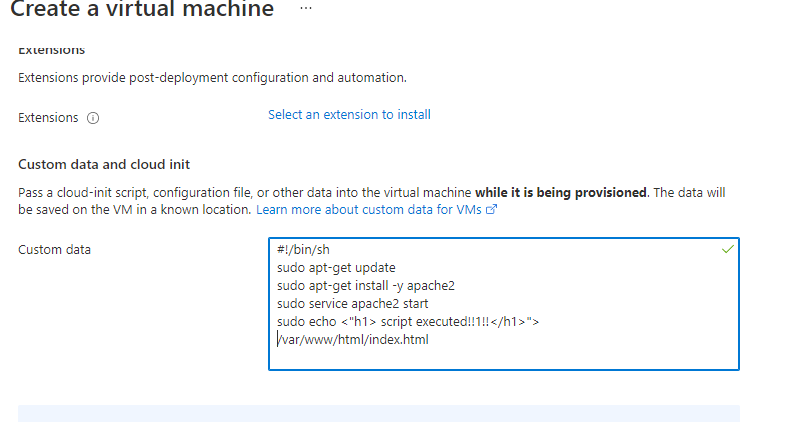 Create a virtual machine ...
Extensions
Extensions provide post-deployment configuration and automation.
Extensions
Select an extension to install
Custom data and cloud init
Pass a cloud-init script, configuration file, or other data into the virtual machine while it is being provisioned. The data will
be saved on the VM in a known location. Learn more about custom data for VMs
Custom data
#!/bin/sh
sudo apt-get update
sudo apt-get install -y apache2
sudo service apache2 start
sudo echo <"h1> script executed!!1!!</h1>">
/var/www/html/index.html